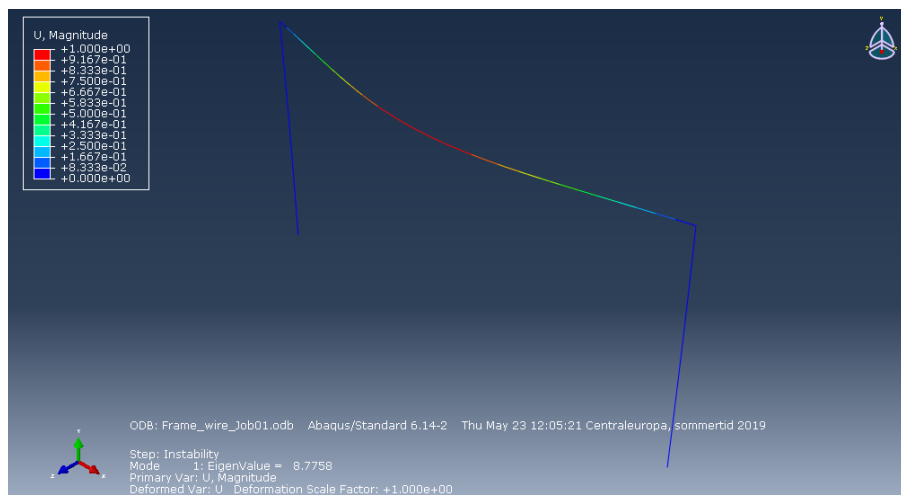 U, Magnitude
+1.000e+00
+9.167e-01
+8.333e-01
+7.500e-01
+6.667e-01
+5.833e-01
+5.000e-01
+4.167e-01
+3.333e-01
+2.500e-01
+1.667e-01
+8.333e-02
+0.000e+00
Y
Z
X
ODB: Frame_wire_Job01.odb Abaqus/Standard 6.14-2 Thu May 23 12:05:21 Centraleuropa, sommertid 2019
Y
Z
X
Step: Instability
Mode 1: EigenValue = 8.7758
Primary Var: U, Magnitude
Deformed Var: U Deformation Scale Factor: +1.000e+00